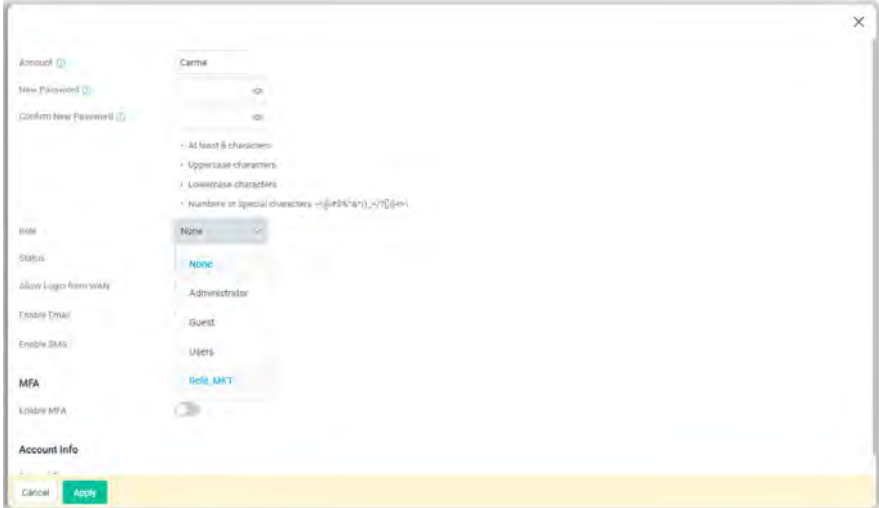 Account
Carme
New Password
Confirm New Password
At least 8 characters
Uppercase characters
Lowercase characters
Numbers or Special characters
Role
None
Status
None
Allow Login from WAN
Administrator
Enable Email
Guest
Enable SMS
Users
MFA
Role_MKT
Enable MFA
Account Info
Cancel
Apply